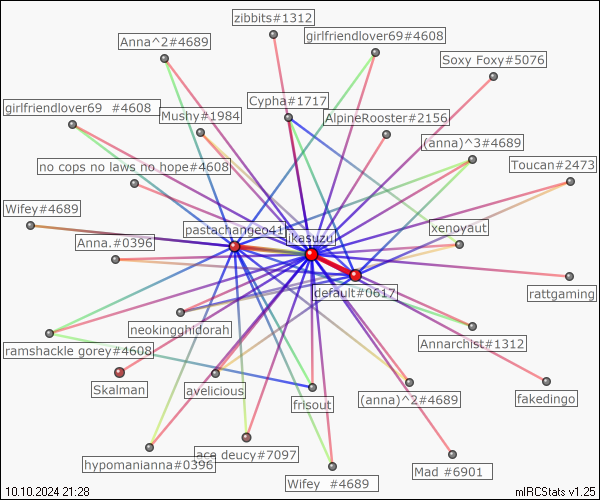 zibbits#1312
girlfriendlover69#4608
Anna^2#4689
Soxy Foxy#5076
Cypha#1717
girlfriendlover69 #4608
Mushy#1984
AlpineRooster#2156
(anna)^3#4689
no cops no laws no hope#4608
Toucan#2473
Wifey#4689
pastachangeo41
ikasuzu
xenoyaut
Anna.#0396
default#0617
rattgaming
neokingghidorah
Annarchist#1312
ramshackle gorey#4608
Skalman
avelicious
frisout
(anna)^2#4689
fakedingo
hypomanianna#0396
ace deucy#7097
Wifey #4689
Mad #6901
10.10.2024 21:28
mIRCStats v1.25